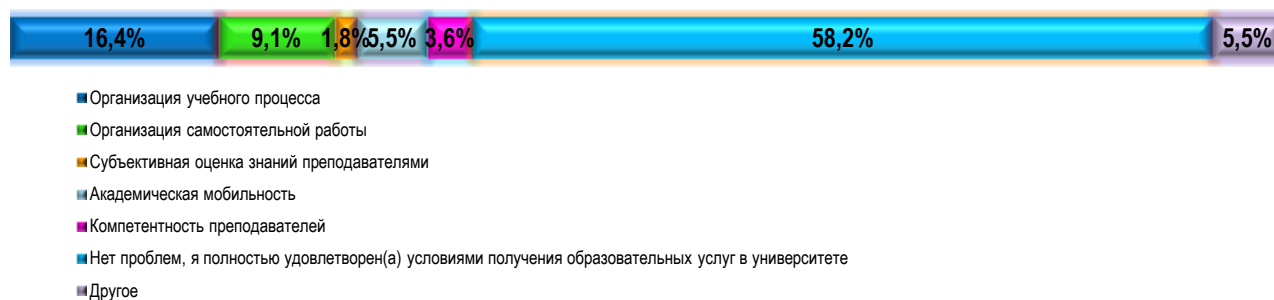 16,4% 9,1% 1,8% 5,5% 3,6% 58,2% 5,5%
Организация учебного процесса
Организация самостоятельной работы
Субъективная оценка знаний преподавателями
Академическая мобильность
Компетентность преподавателей
Нет проблем, я полностью удовлетворен(а) условиями получения образовательных услуг в университете
Другое